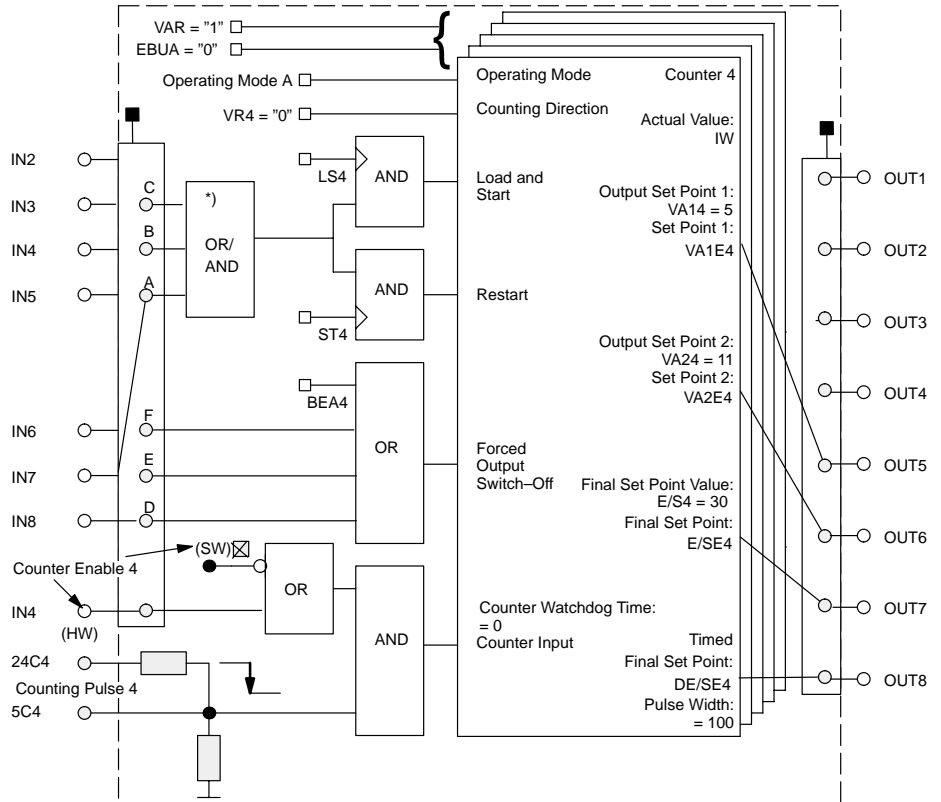 VAR = "1"
EBUA = "0"
Operating Mode A
VR4 = "0"
Operating Mode
Counter 4
Counting Direction
Actual Value:
IW
IN2
IN3
IN4
IN5
IN6
IN7
IN8
C
B
A
F
E
D
*)
OR/
AND
LS4
AND
Load and
Start
ST4
AND
Restart
Output Set Point 1:
VA14 = 5
Set Point 1:
VA1E4
Output Set Point 2:
VA24 = 11
Set Point 2:
VA2E4
BEA4
OR
Forced
Output
Switch–Off
Final Set Point Value:
E/S4 = 30
Final Set Point:
E/SE4
(SW)
Counter Enable 4
OR
IN4
(HW)
AND
Counter Watchdog Time:
= 0
Counter Input
Timed
Final Set Point:
DE/SE4
Pulse Width:
= 100
24C4
Counting Pulse 4
5C4
OUT1
OUT2
OUT3
OUT4
OUT5
OUT6
OUT7
OUT8